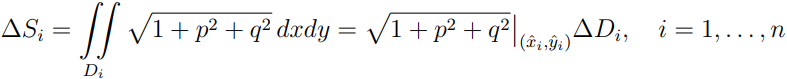 ΔS_i = ∬_{D_i} √(1 + p² + q²) dxdy = √(1 + p² + q²)|_{(x̂_i, ŷ_i)} ΔD_i, i = 1, . . . , n